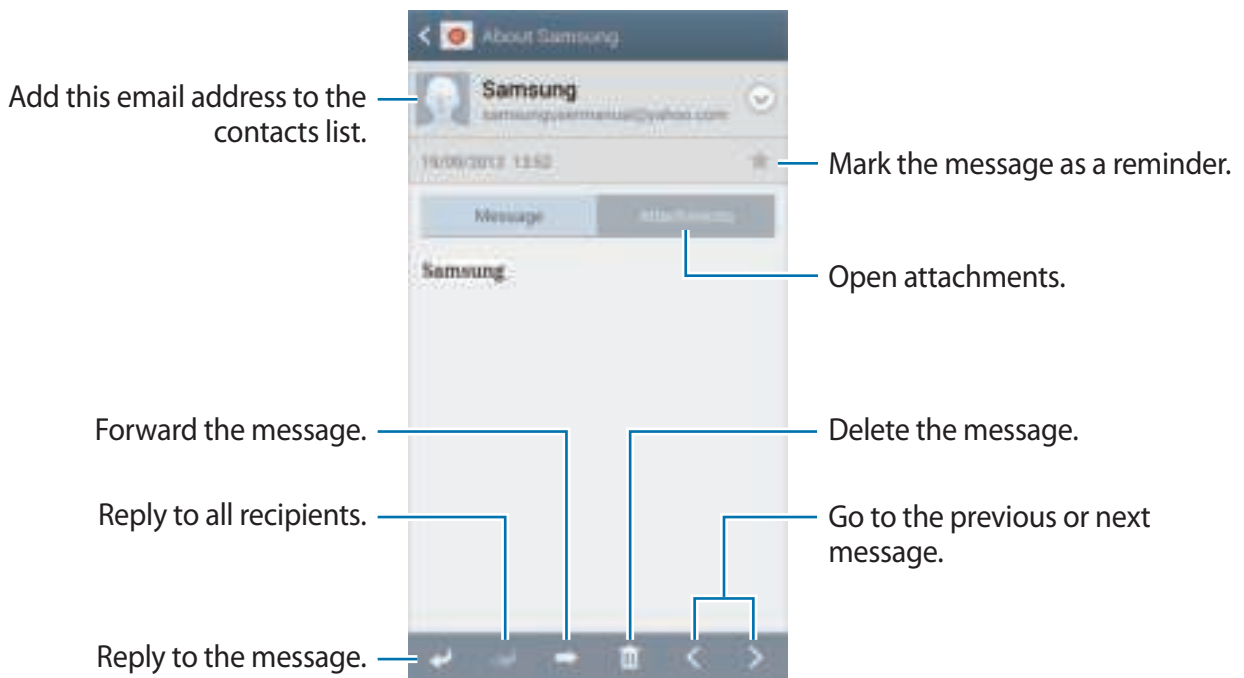 About Samsung
Add this email address to the
contacts list.
Samsung
samsungusermanual@yahoo.com
Mark the message as a reminder.
Message
Attachments
Samsung
Open attachments.
Forward the message.
Delete the message.
Reply to all recipients.
Go to the previous or next
message.
Reply to the message.